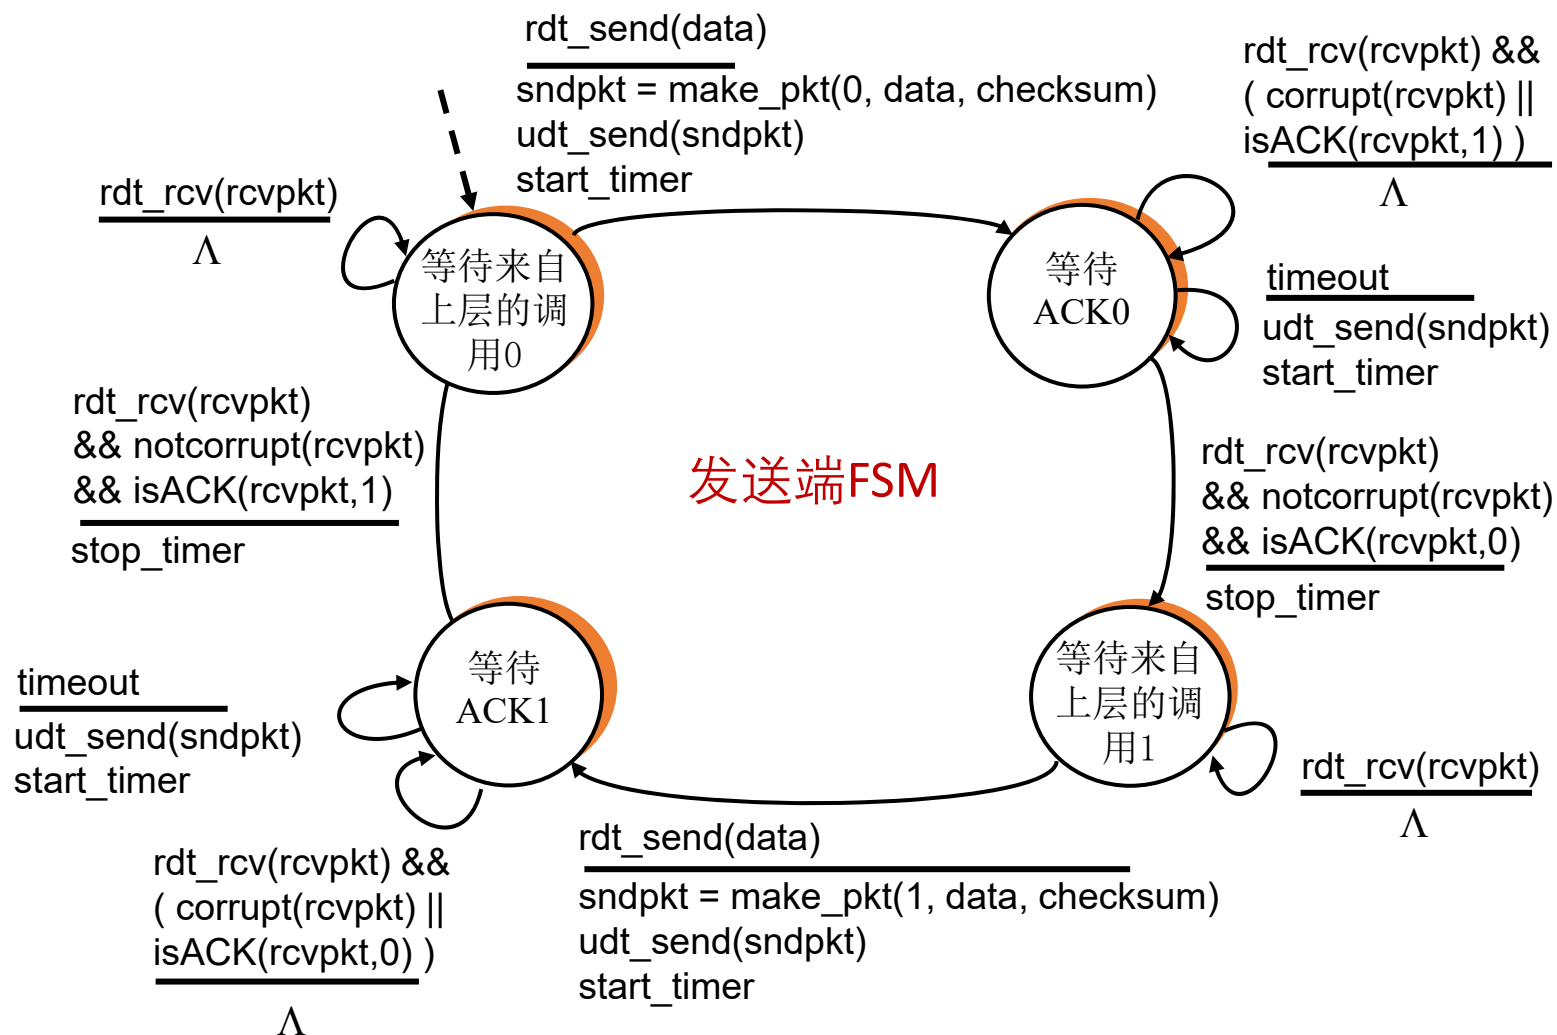 rdt_send(data)
sndpkt = make_pkt(0, data, checksum)
udt_send(sndpkt)
start_timer
rdt_rcv(rcvpkt) &&
( corrupt(rcvpkt) ||
isACK(rcvpkt,1) )
Λ
rdt_rcv(rcvpkt)
Λ
等待来自
上层的调
用0
等待
ACK0
timeout
udt_send(sndpkt)
start_timer
rdt_rcv(rcvpkt)
&& notcorrupt(rcvpkt)
&& isACK(rcvpkt,1)
stop_timer
发送端FSM
rdt_rcv(rcvpkt)
&& notcorrupt(rcvpkt)
&& isACK(rcvpkt,0)
stop_timer
等待
ACK1
等待来自
上层的调
用1
timeout
udt_send(sndpkt)
start_timer
rdt_rcv(rcvpkt)
Λ
rdt_rcv(rcvpkt) &&
( corrupt(rcvpkt) ||
isACK(rcvpkt,0) )
Λ
rdt_send(data)
sndpkt = make_pkt(1, data, checksum)
udt_send(sndpkt)
start_timer